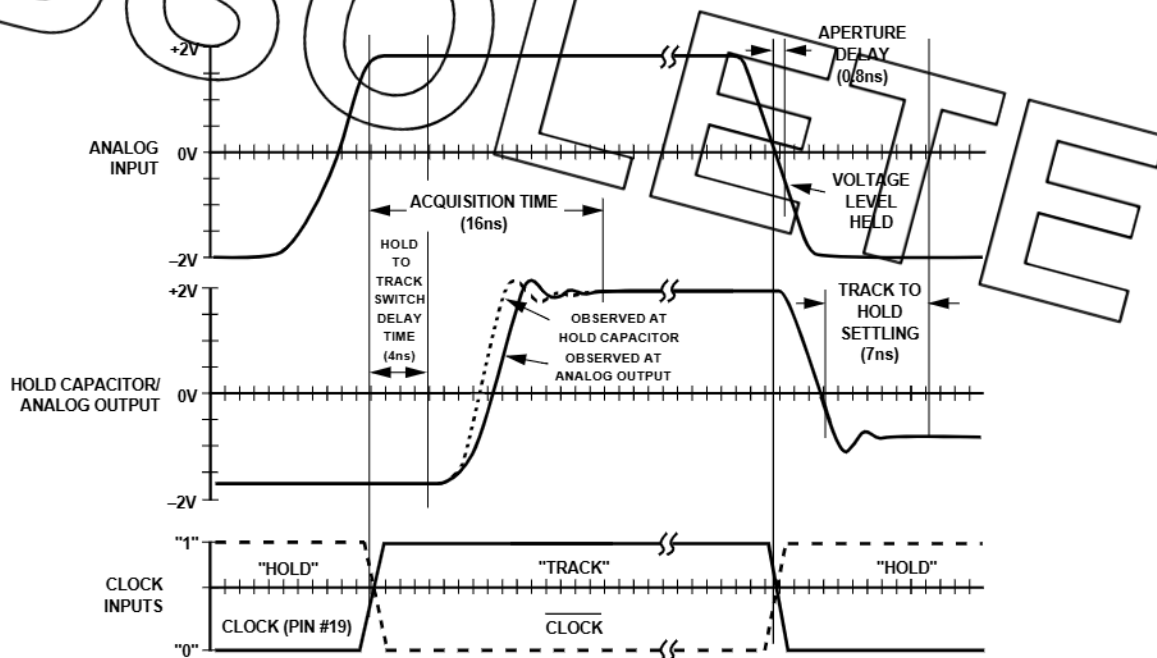 OBSOLETE
+2V
APERTURE
DELAY
(0.8ns)
ANALOG
INPUT
0V
VOLTAGE
LEVEL
HELD
ACQUISITION TIME
(16ns)
–2V
HOLD
TO
TRACK
SWITCH
DELAY
TIME
(4ns)
+2V
TRACK TO
HOLD
SETTLING
(7ns)
OBSERVED AT
HOLD CAPACITOR
OBSERVED AT
ANALOG OUTPUT
HOLD CAPACITOR/
ANALOG OUTPUT
0V
–2V
"1"
"HOLD"
"TRACK"
"HOLD"
CLOCK
INPUTS
CLOCK (PIN #19)
CLOCK
"0"